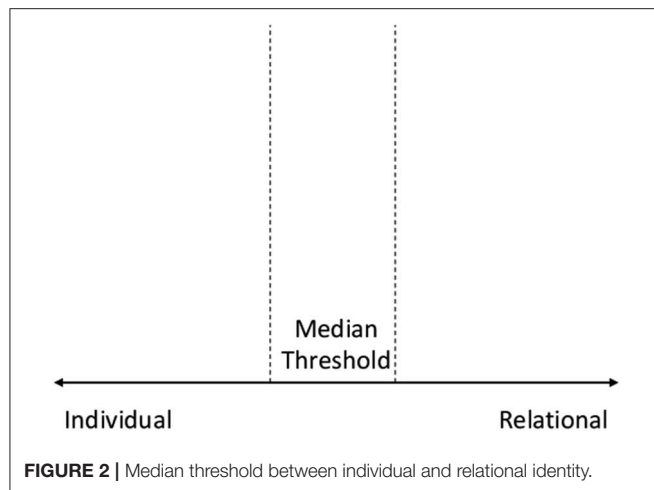 Median
Threshold
Individual
Relational
FIGURE 2 | Median threshold between individual and relational identity.